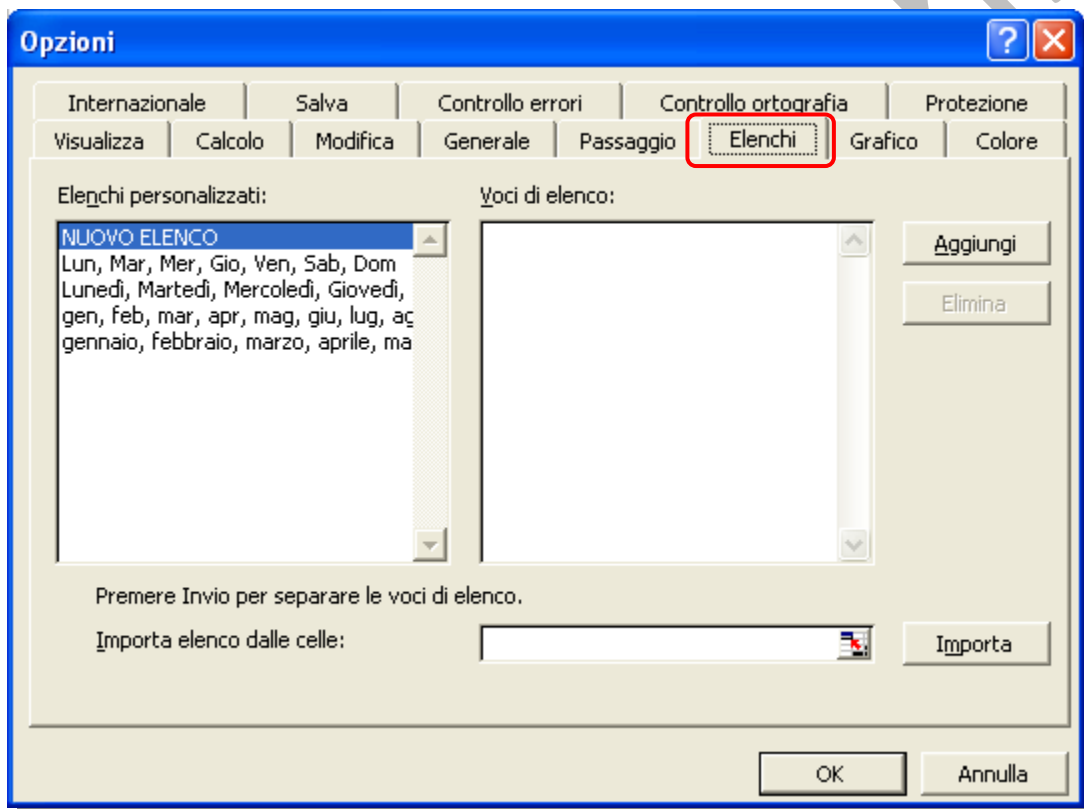 Opzioni
Internazionale Salva Controllo errori Controllo ortografia Protezione
Visualizza Calcolo Modifica Generale Passaggio Elenchi Grafico Colore
Elenchi personalizzati: Voci di elenco:
NUOVO ELENCO
Lun, Mar, Mer, Gio, Ven, Sab, Dom
Lunedì, Martedì, Mercoledì, Giovedì,
gen, feb, mar, apr, mag, giu, lug, ag
gennaio, febbraio, marzo, aprile, ma
Aggiungi
Elimina
Premere Invio per separare le voci di elenco.
Importa elenco dalle celle: Importa
OK Annulla